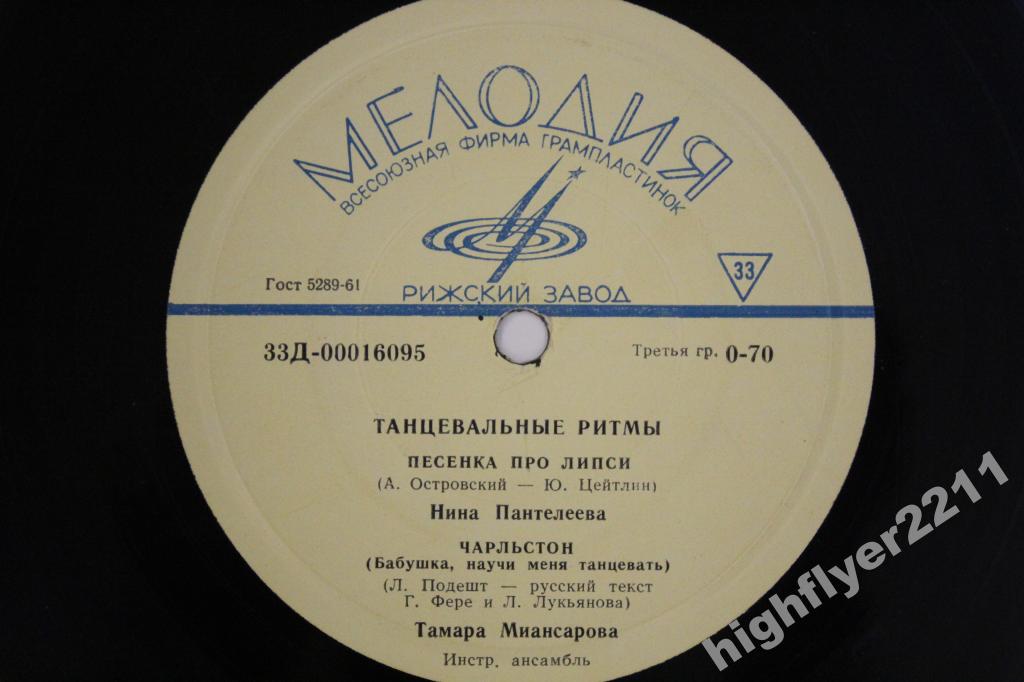 МЕЛОДИЯ
ВСЕСОЮЗНАЯ ФИРМА ГРАМПЛАСТИНОК
33
Гост 5289-61
РИЖСКИЙ ЗАВОД
33Д-00016095
Третья гр. 0-70
ТАНЦЕВАЛЬНЫЕ РИТМЫ
ПЕСЕНКА ПРО ЛИПСИ
(А. Островский — Ю. Цейтлин)
Нина Пантелеева
ЧАРЛЬСТОН
(Бабушка, научи меня танцевать)
(Л. Подешт — русский текст
Г. Фере и Л. Лукьянова)
Тамара Миансарова
Инстр. ансамбль
highflyer2211